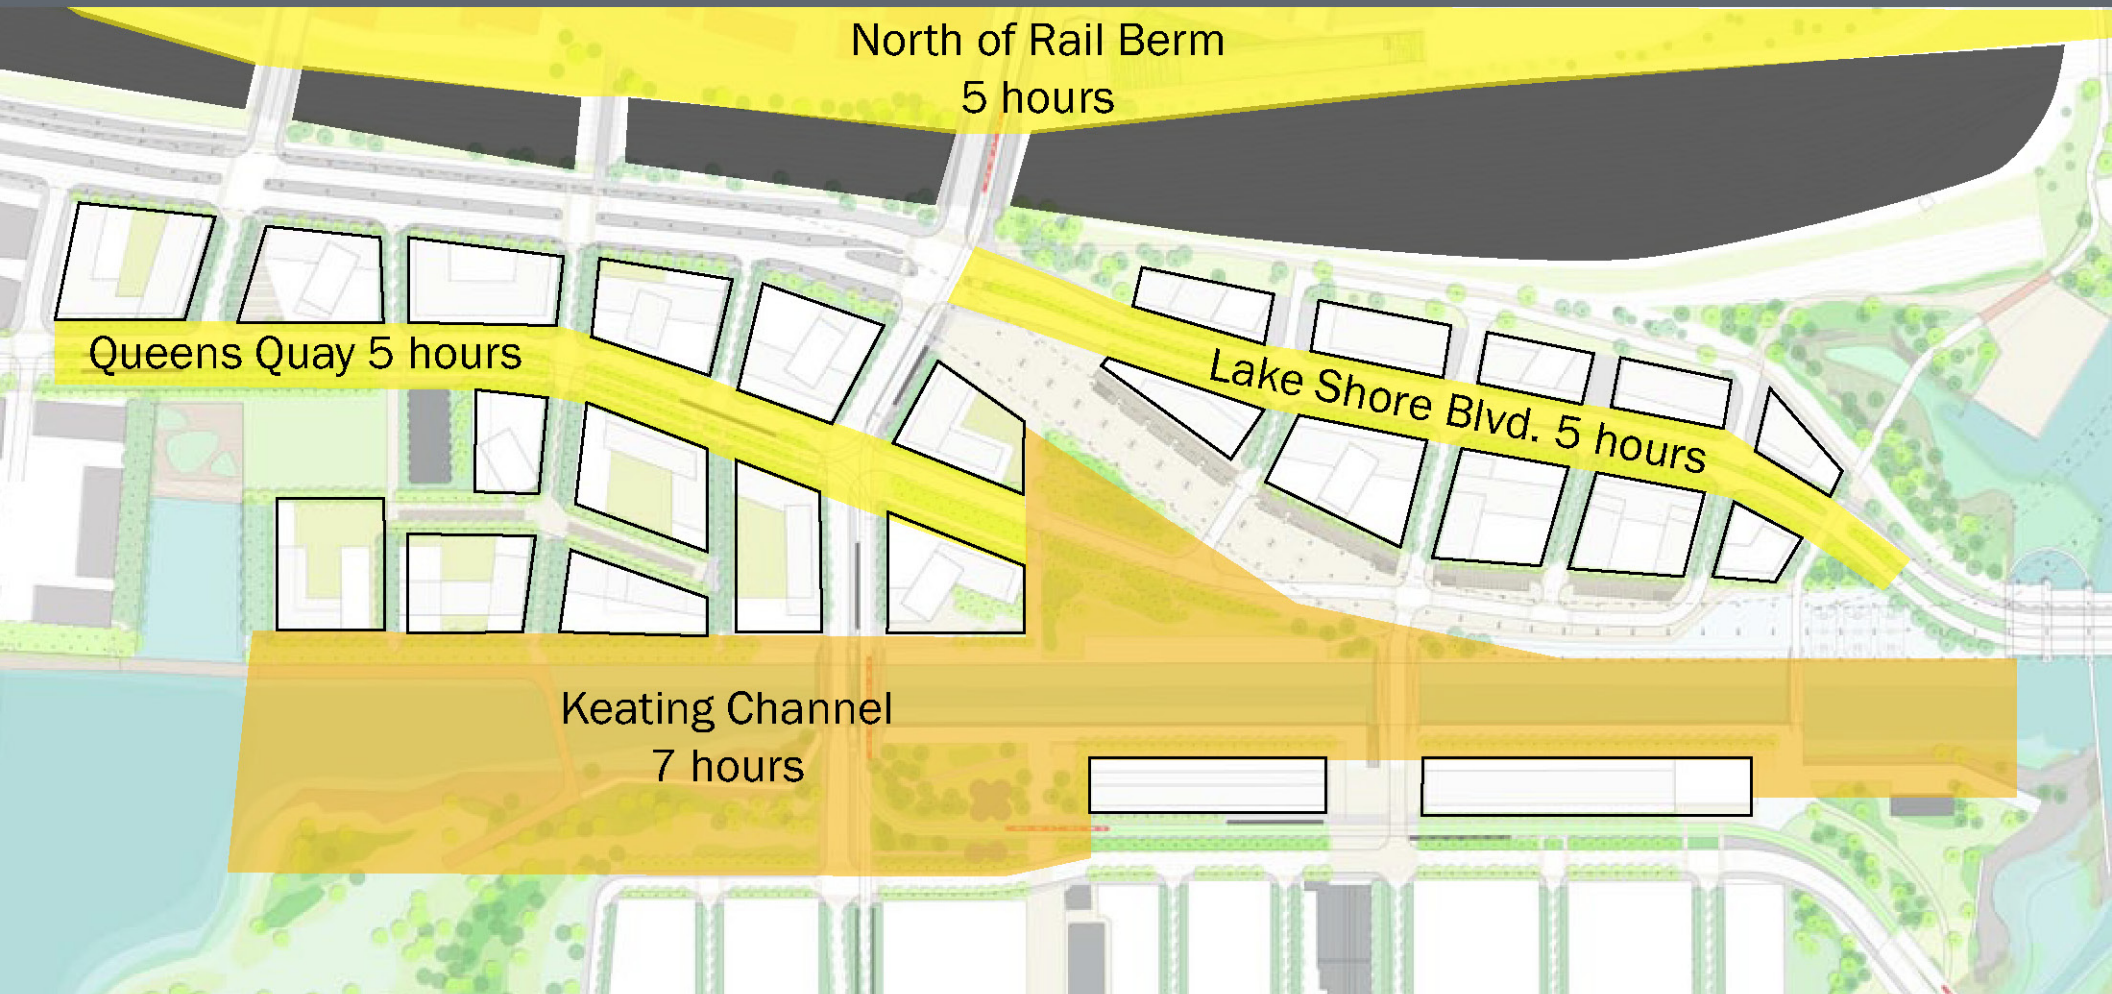 North of Rail Berm
5 hours
Queens Quay 5 hours
Lake Shore Blvd. 5 hours
Keating Channel
7 hours